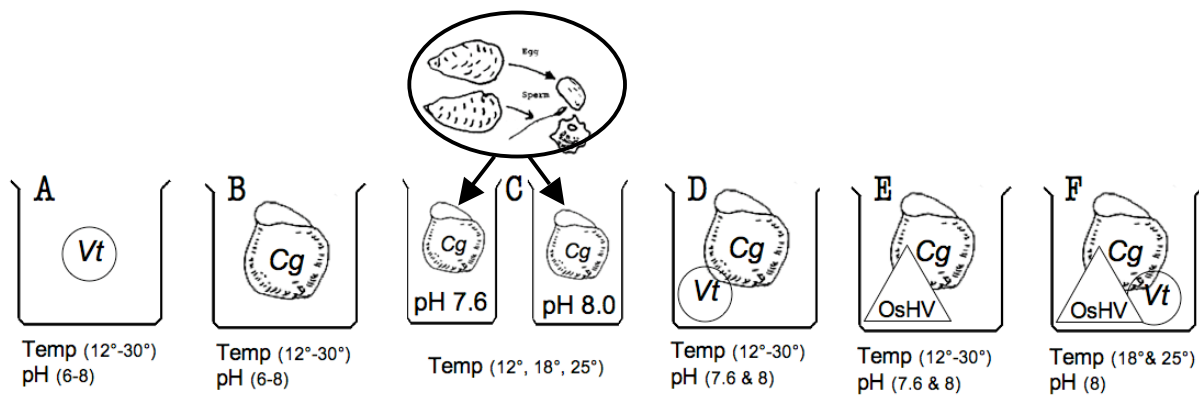 Egg
Sperm
A
B
C
D
E
F
Vt
Cg
Cg
pH 7.6
Cg
pH 8.0
Cg
Vt
Cg
OsHV
Cg
OsHV
Vt
Temp (12°-30°)
pH (6-8)
Temp (12°-30°)
pH (6-8)
Temp (12°, 18°, 25°)
Temp (12°-30°)
pH (7.6 & 8)
Temp (12°-30°)
pH (7.6 & 8)
Temp (18°& 25°)
pH (8)